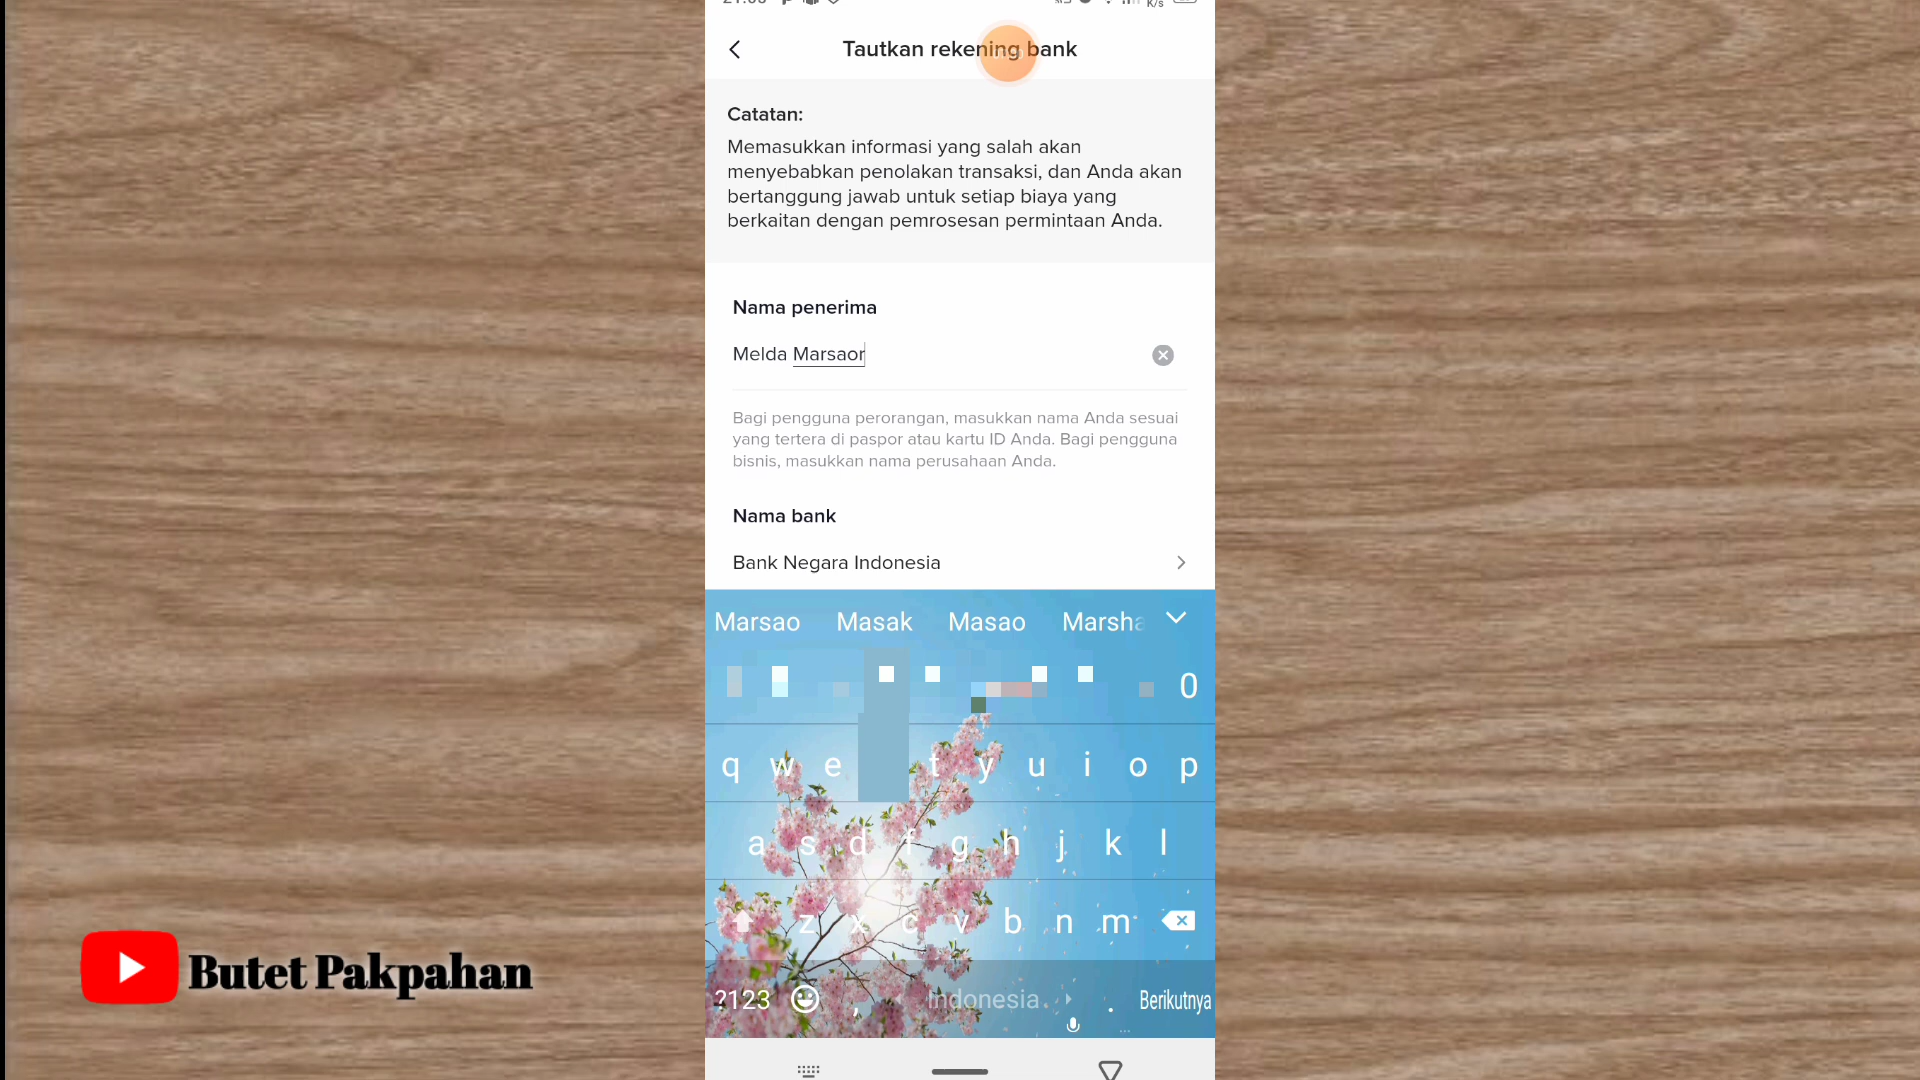 Tautkan rekening bank
Catatan:
Memasukkan informasi yang salah akan
menyebabkan penolakan transaksi, dan Anda akan
bertanggung jawab untuk setiap biaya yang
berkaitan dengan pemrosesan permintaan Anda.
Nama penerima
Melda Marsaor
Bagi pengguna perorangan, masukkan nama Anda sesuai
yang tertera di paspor atau kartu ID Anda. Bagi pengguna
bisnis, masukkan nama perusahaan Anda.
Nama bank
Bank Negara Indonesia
Marsao Masak Masao Marsha
0
q w e t y u i o p
a s d f g h j k l
z x c v b n m
?123 , Indonesia . Berikutnya
Butet Pakpahan